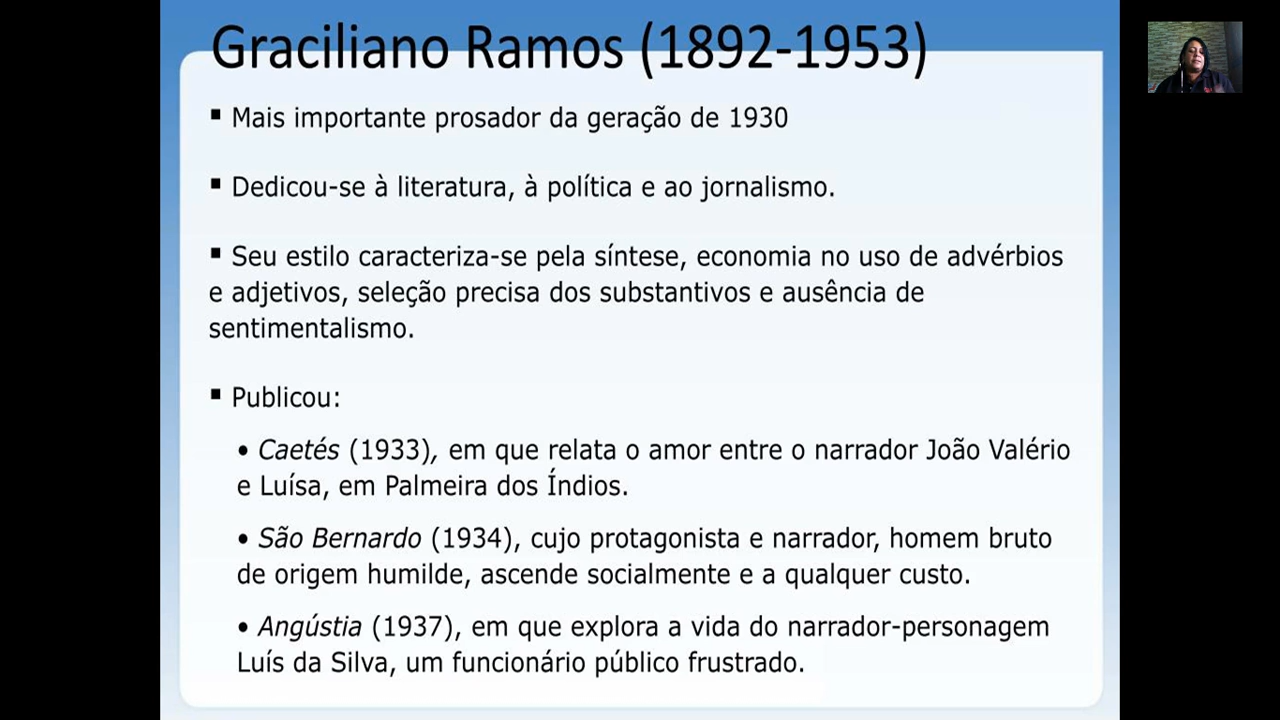 Graciliano Ramos (1892-1953)
▪ Mais importante prosador da geração de 1930
▪ Dedicou-se à literatura, à política e ao jornalismo.
▪ Seu estilo caracteriza-se pela síntese, economia no uso de advérbios
e adjetivos, seleção precisa dos substantivos e ausência de
sentimentalismo.
▪ Publicou:
• Caetés (1933), em que relata o amor entre o narrador João Valério
e Luísa, em Palmeira dos Índios.
• São Bernardo (1934), cujo protagonista e narrador, homem bruto
de origem humilde, ascende socialmente e a qualquer custo.
• Angústia (1937), em que explora a vida do narrador-personagem
Luís da Silva, um funcionário público frustrado.